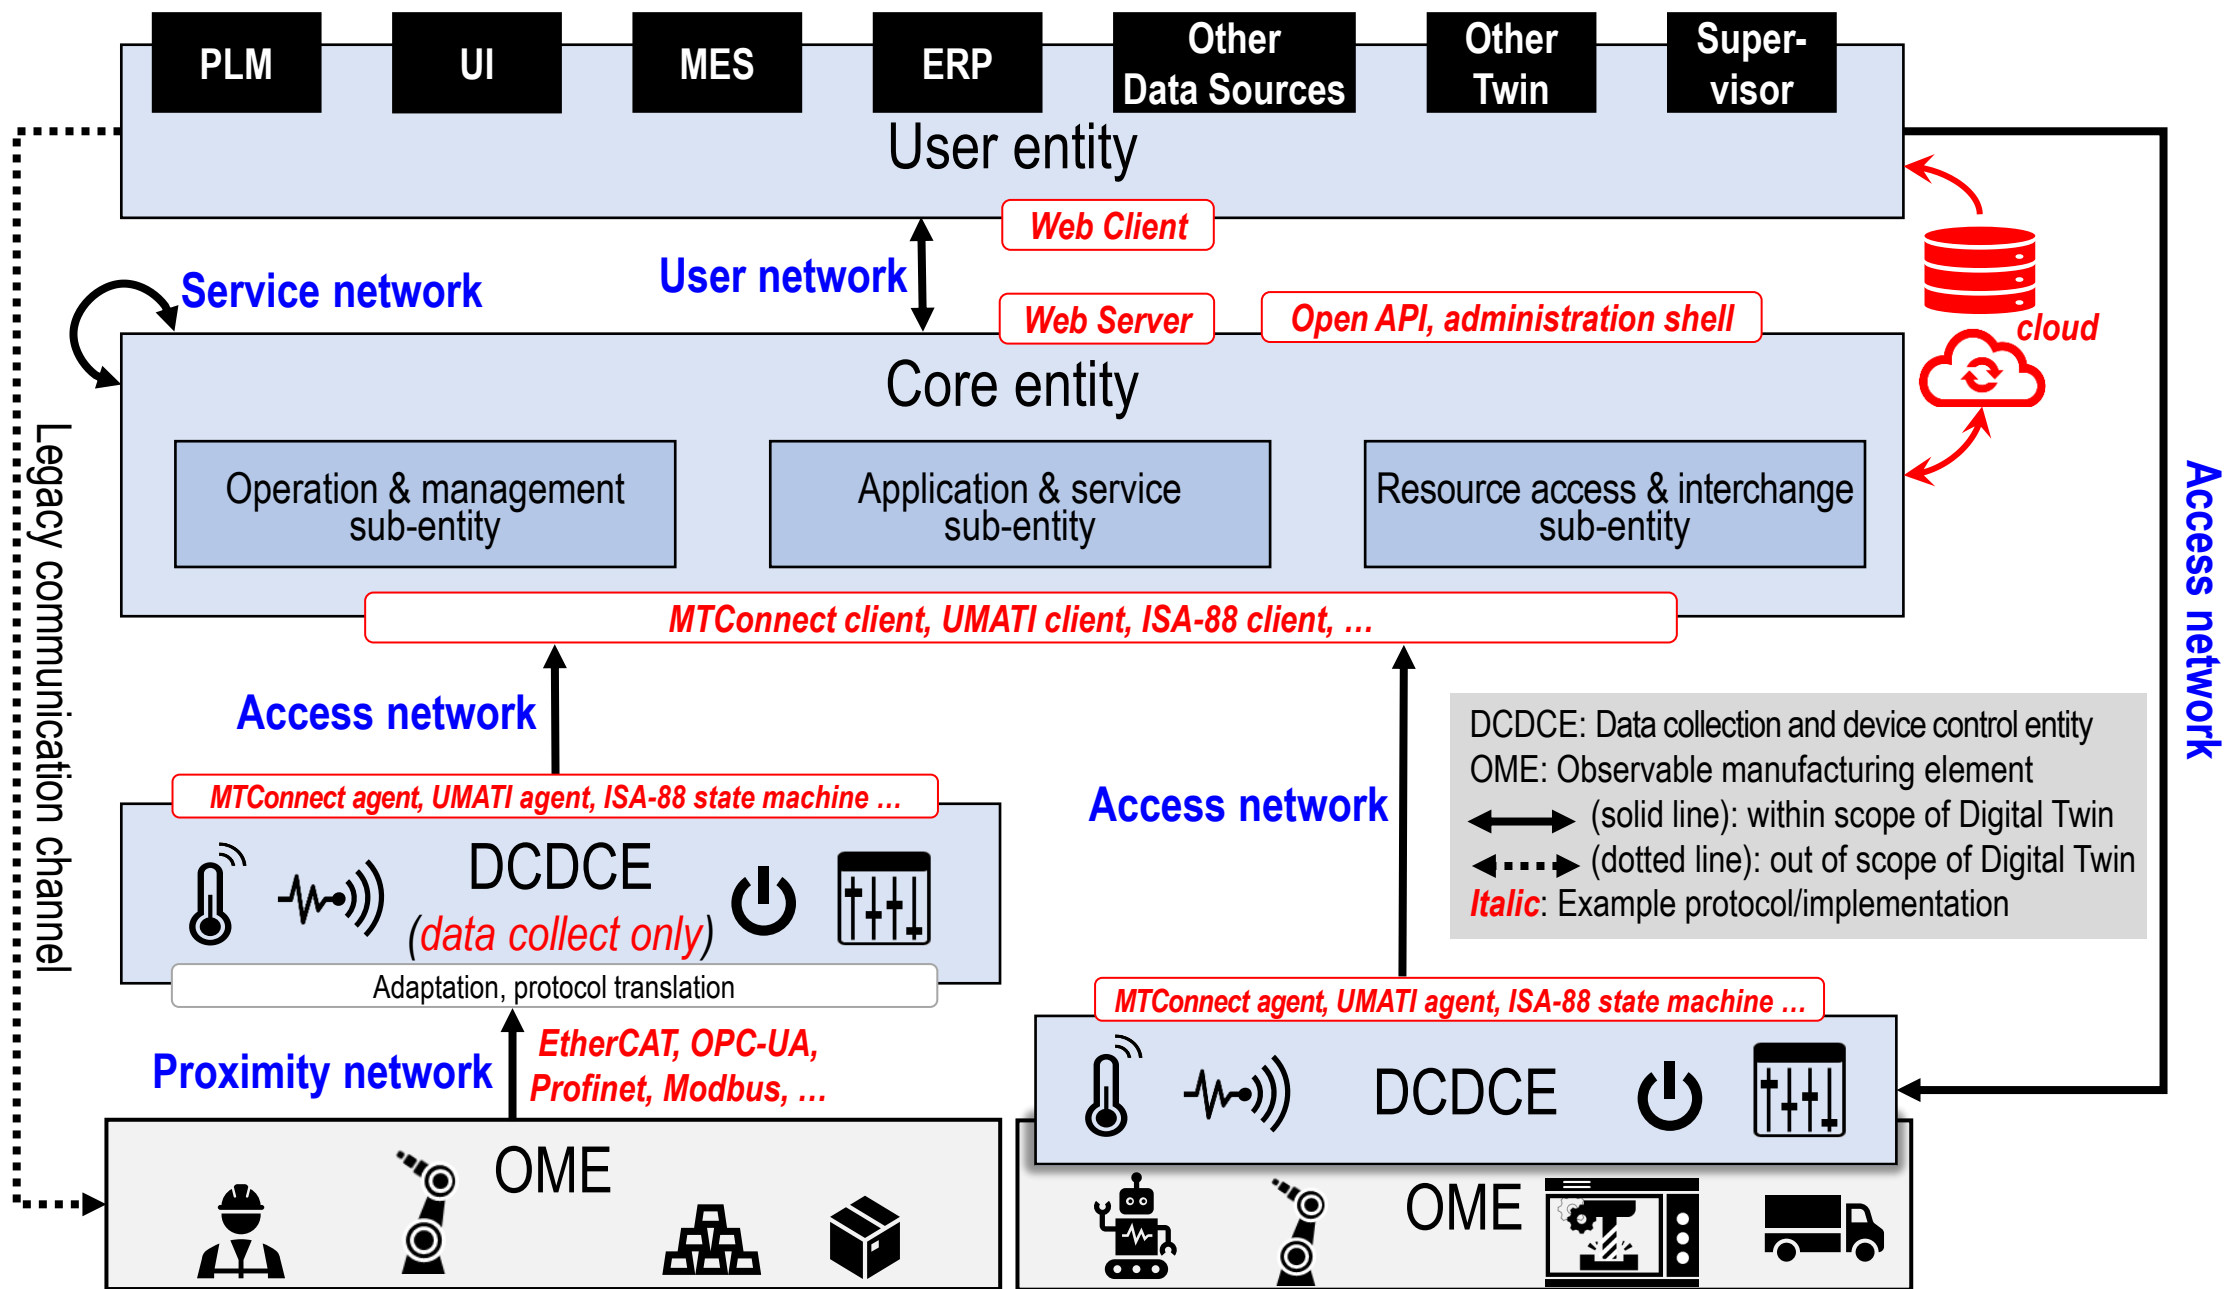 PLM
UI
MES
ERP
Other
Data Sources
Other
Twin
Super-
visor
User entity
Web Client
Service network
User network
Web Server
Open API, administration shell
cloud
Core entity
Operation & management
sub-entity
Application & service
sub-entity
Resource access & interchange
sub-entity
MTConnect client, UMATI client, ISA-88 client, …
Legacy communication channel
Access network
Access network
Access network
DCDCE: Data collection and device control entity
OME: Observable manufacturing element
(solid line): within scope of Digital Twin
(dotted line): out of scope of Digital Twin
Italic: Example protocol/implementation
MTConnect agent, UMATI agent, ISA-88 state machine …
DCDCE
(data collect only)
Adaptation, protocol translation
Proximity network
EtherCAT, OPC-UA,
Profinet, Modbus, …
OME
MTConnect agent, UMATI agent, ISA-88 state machine …
DCDCE
OME